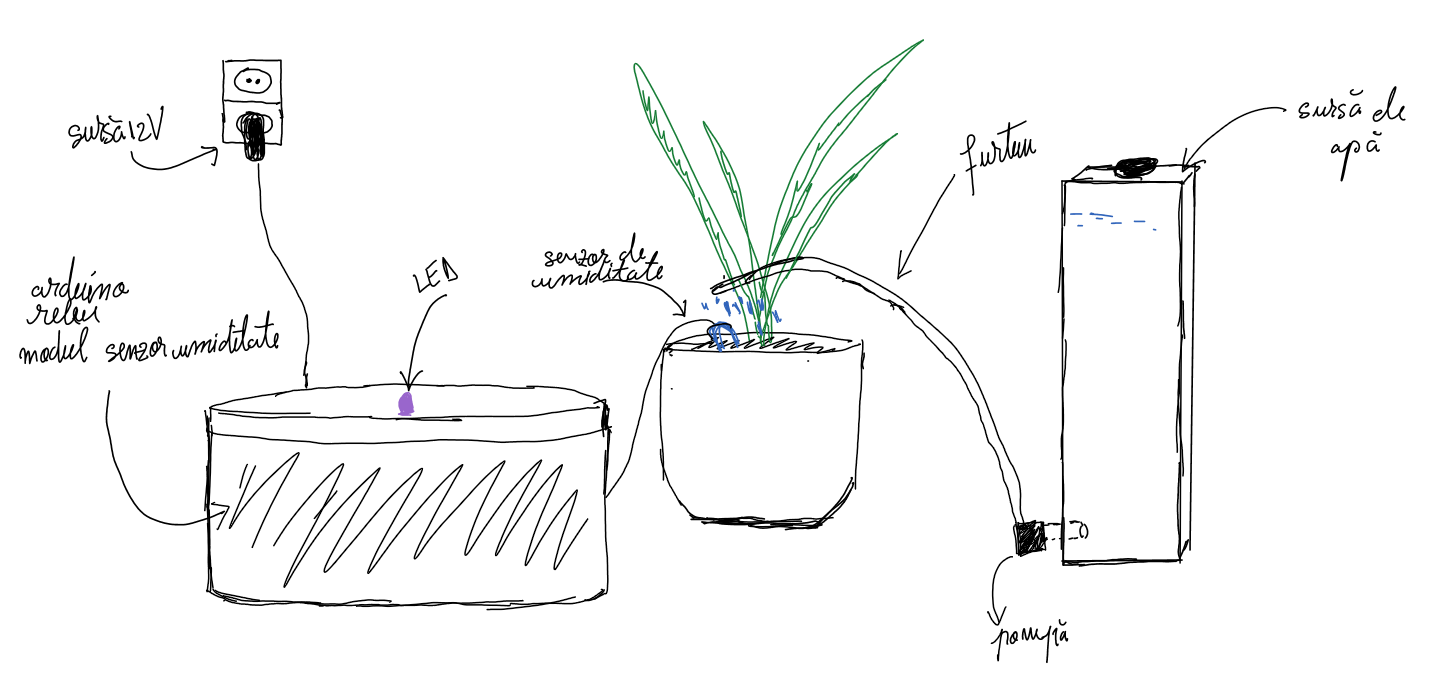 sursă 12V
arduino
releu
modul senzor umiditate
LED
senzor de
umiditate
furtun
sursă de
apă
pompă